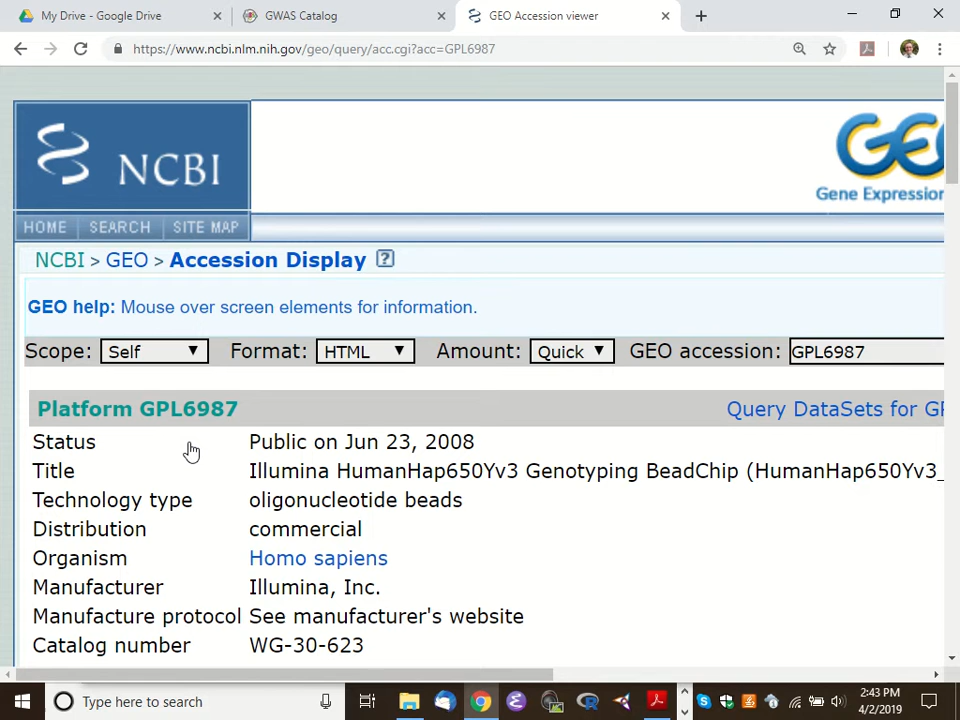 My Drive - Google Drive
GWAS Catalog
GEO Accession viewer
https://www.ncbi.nlm.nih.gov/geo/query/acc.cgi?acc=GPL6987
NCBI
GEO
Gene Expression
HOME SEARCH SITE MAP
NCBI > GEO > Accession Display ?
GEO help: Mouse over screen elements for information.
Scope: Self Format: HTML Amount: Quick GEO accession: GPL6987
Platform GPL6987 Query DataSets for GP
Status Public on Jun 23, 2008
Title Illumina HumanHap650Yv3 Genotyping BeadChip (HumanHap650Yv3_
Technology type oligonucleotide beads
Distribution commercial
Organism Homo sapiens
Manufacturer Illumina, Inc.
Manufacture protocol See manufacturer's website
Catalog number WG-30-623
Type here to search
2:43 PM
4/2/2019